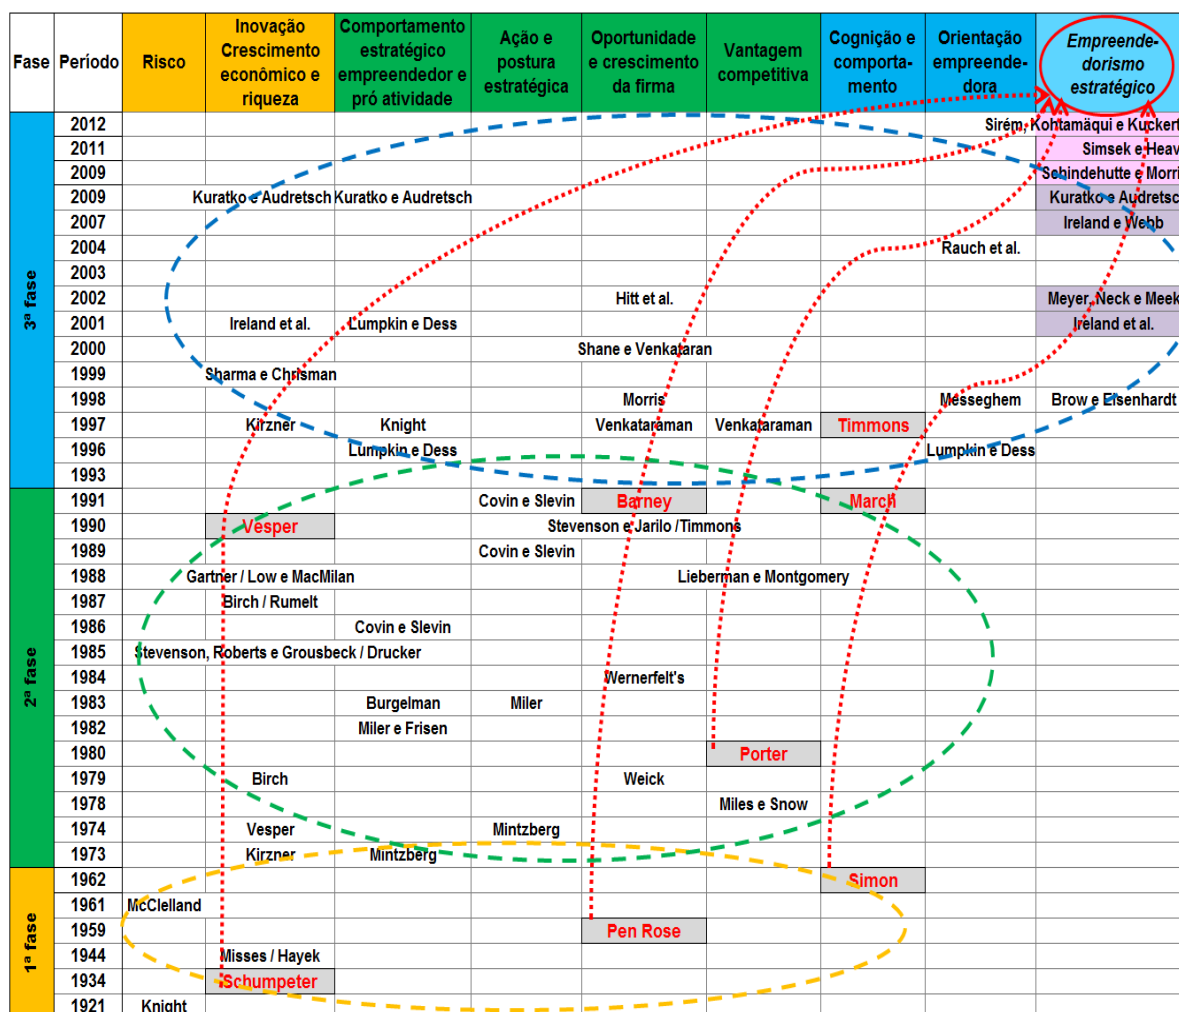 Fase Período Risco Inovação Crescimento econômico e riqueza Comportamento estratégico empreendedor e pró atividade Ação e postura estratégica Oportunidade e crescimento da firma Vantagem competitiva Cognição e comporta-mento Orientação empreende-dora Empreende-dorismo estratégico
3ª fase
2012 Sirém, Kohtamäqui e Kuckert
2011 Simsek e Heav
2009 Schindehutte e Morri
2009 Kuratko e Audretsch Kuratko e Audretsch Kuratko e Audretsc
2007 Ireland e Webb
2004 Rauch et al.
2003
2002 Hitt et al. Meyer, Neck e Meek
2001 Ireland et al. Lumpkin e Dess Ireland et al.
2000 Shane e Venkataran
1999 Sharma e Chrisman
1998 Morris Messeghem Brow e Eisenhardt
1997 Kirzner Knight Venkataraman Venkataraman Timmons
1996 Lumpkin e Dess Lumpkin e Dess
1993
2ª fase
1991 Covin e Slevin Barney March
1990 Vesper Stevenson e Jarilo /Timmons
1989 Covin e Slevin
1988 Gartner / Low e MacMilan Lieberman e Montgomery
1987 Birch / Rumelt
1986 Covin e Slevin
1985 Stevenson, Roberts e Grousbeck / Drucker
1984 Wernerfelt's
1983 Burgelman Miler
1982 Miler e Frisen
1980 Porter
1979 Birch Weick
1978 Miles e Snow
1974 Vesper Mintzberg
1973 Kirzner Mintzberg
1ª fase
1962 Simon
1961 McClelland
1959 Pen Rose
1944 Misses / Hayek
1934 Schumpeter
1921 Knight